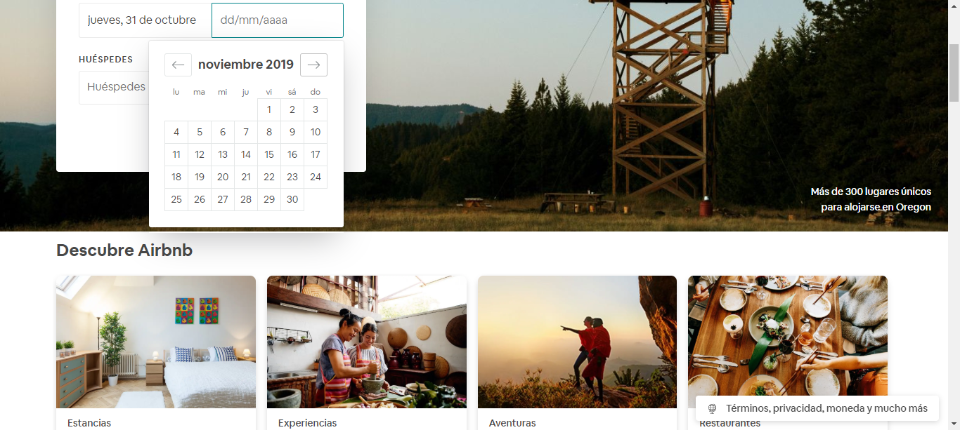 jueves, 31 de octubre dd/mm/aaaa
HUÉSPEDES
Huéspedes
noviembre 2019
lu ma mi ju vi sá do
1 2 3
4 5 6 7 8 9 10
11 12 13 14 15 16 17
18 19 20 21 22 23 24
25 26 27 28 29 30
Más de 300 lugares únicos
para alojarse en Oregon
Descubre Airbnb
Estancias Experiencias Aventuras Restaurantes
Términos, privacidad, moneda y mucho más